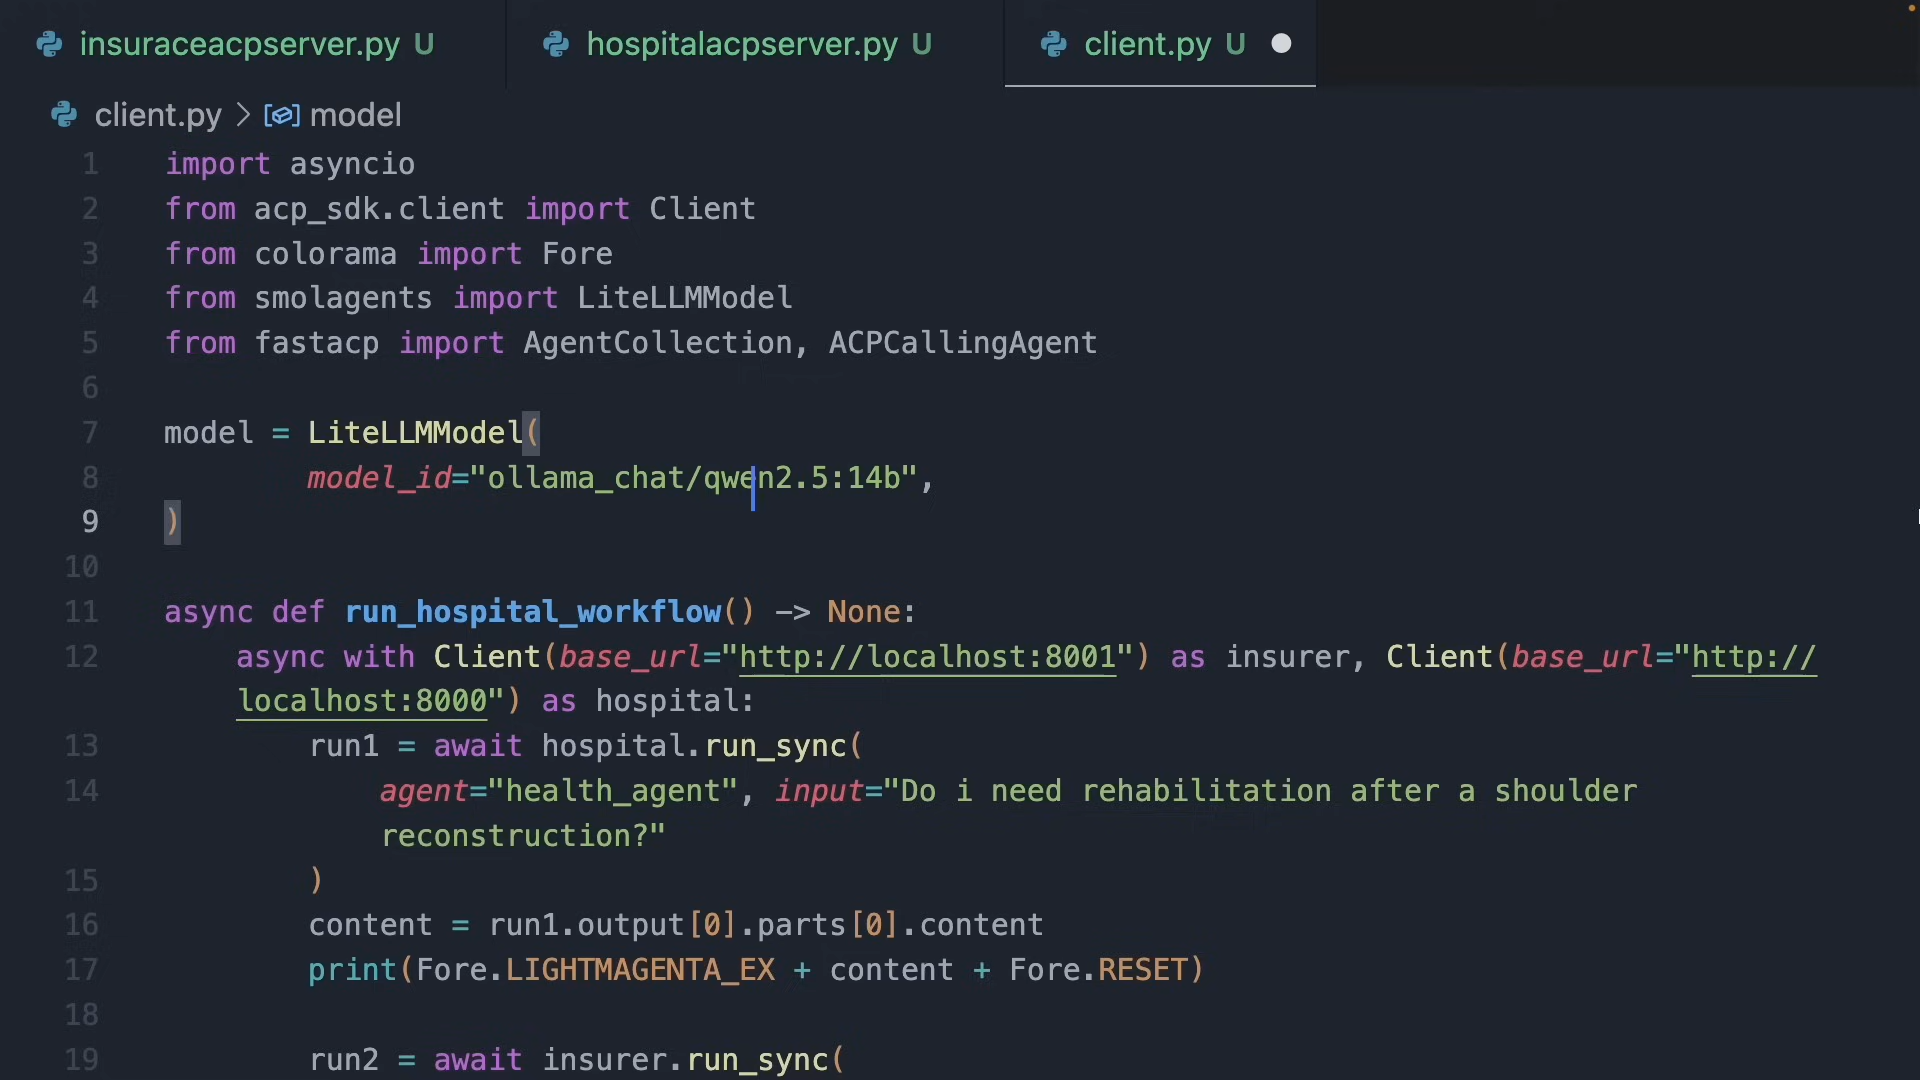 insuraceacpserver.py U
hospitalacpserver.py U
client.py U
client.py > model
1 import asyncio
2 from acp_sdk.client import Client
3 from colorama import Fore
4 from smolagents import LiteLLMModel
5 from fastacp import AgentCollection, ACPCallingAgent
6
7 model = LiteLLMModel(
8 model_id="ollama_chat/qwen2.5:14b",
9 )
10
11 async def run_hospital_workflow() -> None:
12 async with Client(base_url="http://localhost:8001") as insurer, Client(base_url="http://
localhost:8000") as hospital:
13 run1 = await hospital.run_sync(
14 agent="health_agent", input="Do i need rehabilitation after a shoulder
reconstruction?"
15 )
16 content = run1.output[0].parts[0].content
17 print(Fore.LIGHTMAGENTA_EX + content + Fore.RESET)
18
19 run2 = await insurer.run_sync(